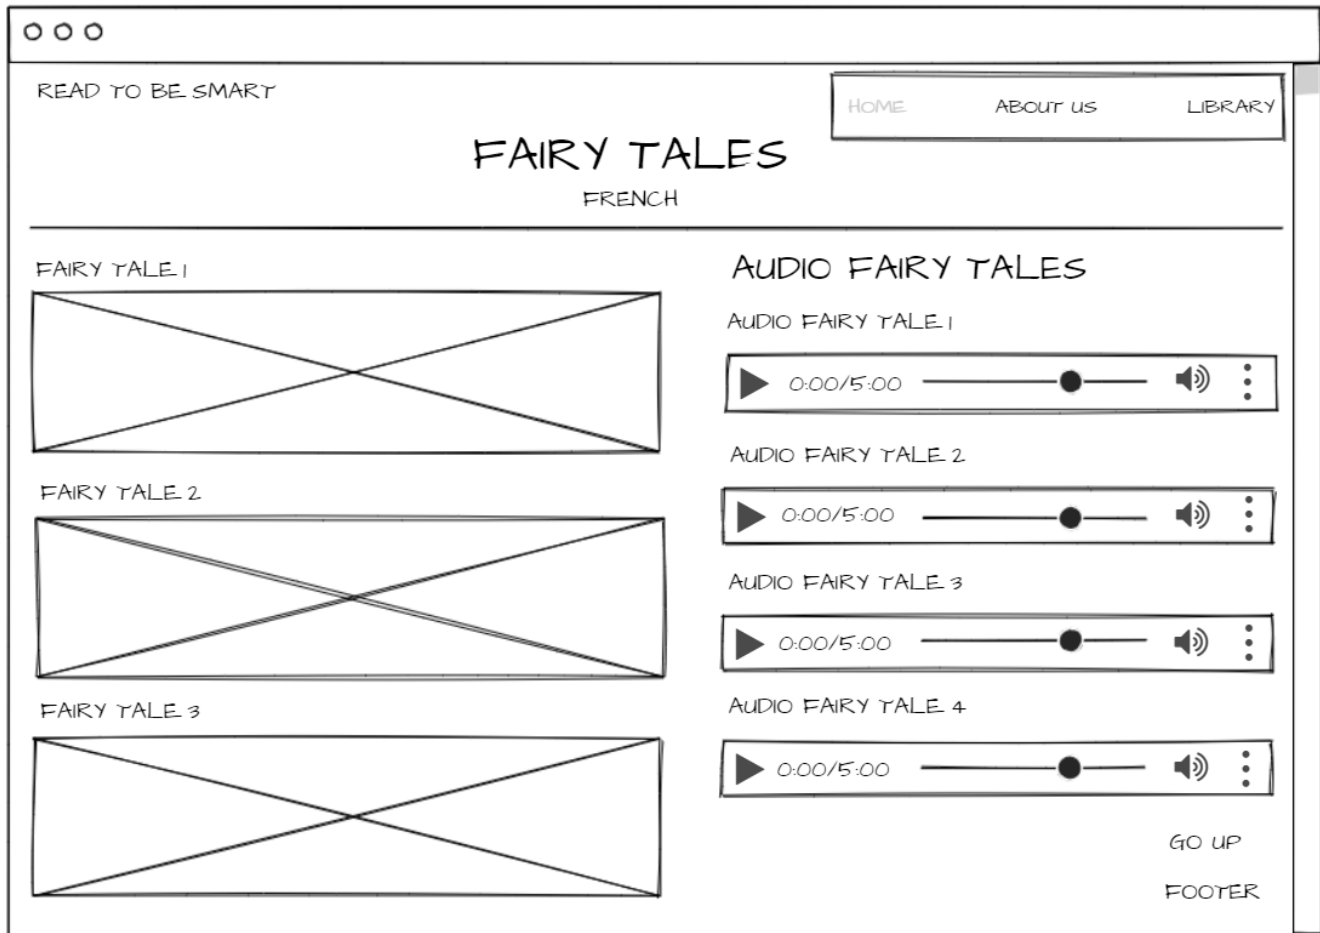 READ TO BE SMART
HOME ABOUT US LIBRARY
FAIRY TALES
FRENCH
FAIRY TALE 1
FAIRY TALE 2
FAIRY TALE 3
AUDIO FAIRY TALES
AUDIO FAIRY TALE 1
0:00/5:00
AUDIO FAIRY TALE 2
0:00/5:00
AUDIO FAIRY TALE 3
0:00/5:00
AUDIO FAIRY TALE 4
0:00/5:00
GO UP
FOOTER